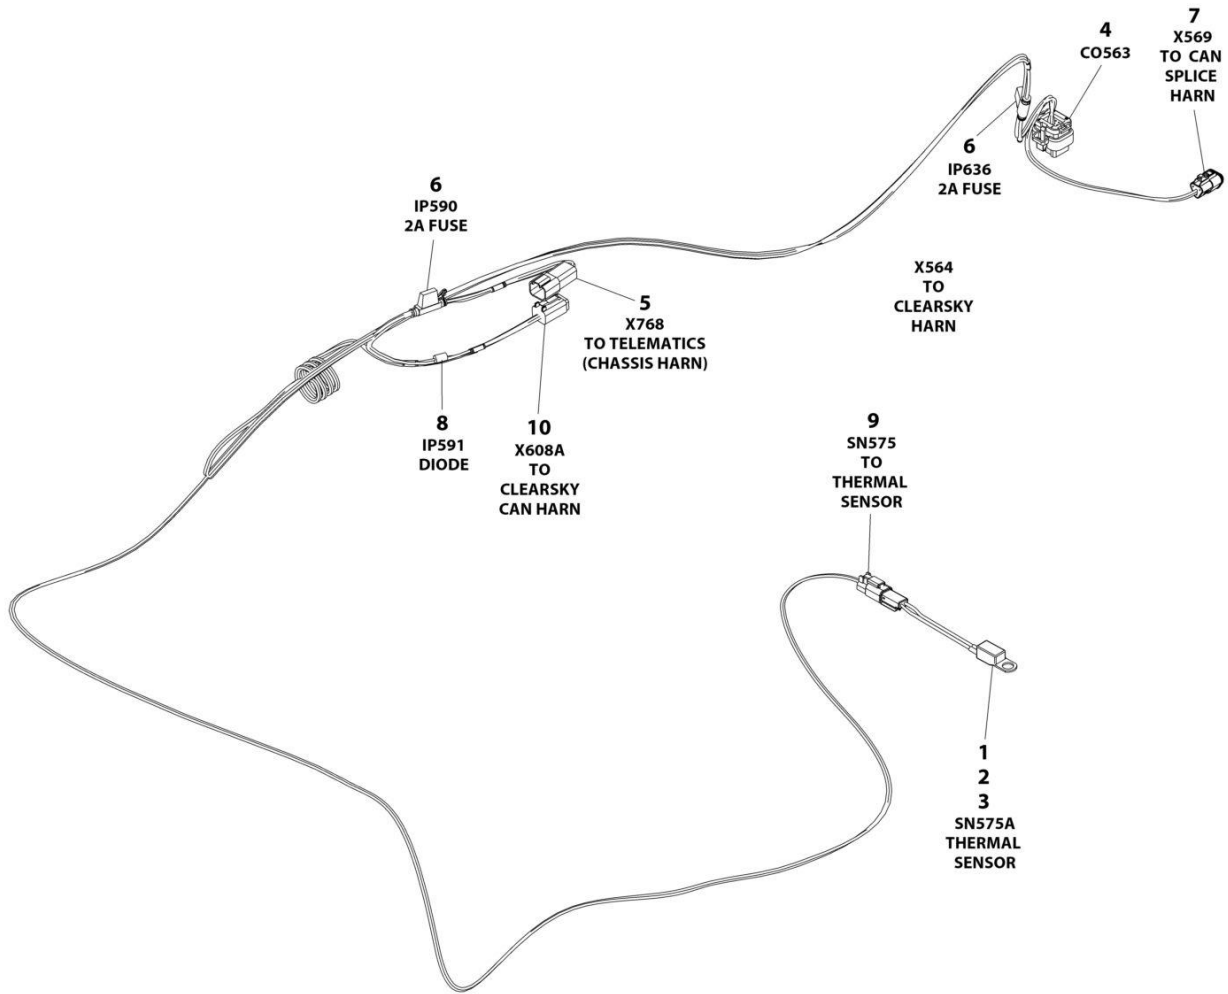 7
X569
TO CAN
SPLICE
HARN
4
CO563
6
IP636
2A FUSE
6
IP590
2A FUSE
X564
TO
CLEARSKY
HARN
5
X768
TO TELEMATICS
(CHASSIS HARN)
8
IP591
DIODE
10
X608A
TO
CLEARSKY
CAN HARN
9
SN575
TO
THERMAL
SENSOR
1
2
3
SN575A
THERMAL
SENSOR